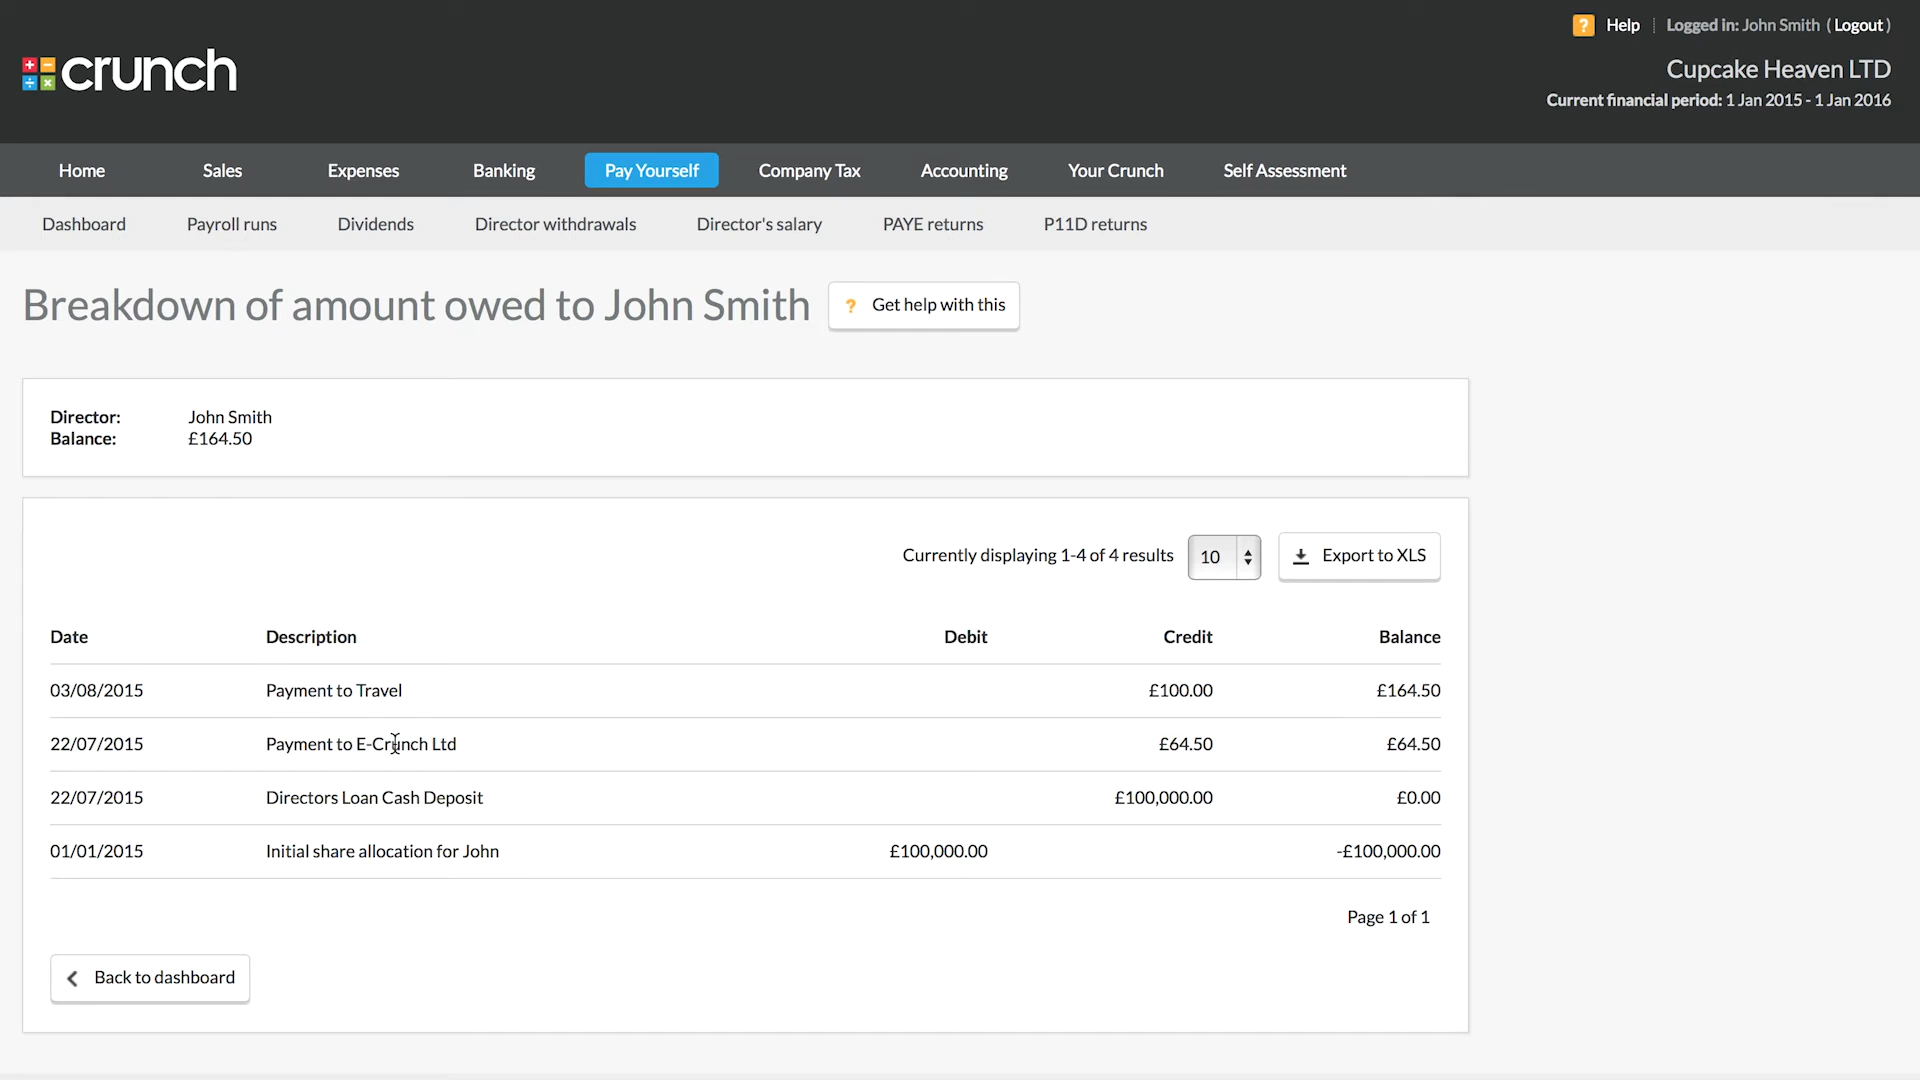 ? Help Logged in: John Smith ( Logout )
crunch
Cupcake Heaven LTD
Current financial period: 1 Jan 2015 - 1 Jan 2016
Home Sales Expenses Banking Pay Yourself Company Tax Accounting Your Crunch Self Assessment
Dashboard Payroll runs Dividends Director withdrawals Director's salary PAYE returns P11D returns
Breakdown of amount owed to John Smith ? Get help with this
Director: John Smith
Balance: £164.50
Currently displaying 1-4 of 4 results 10 Export to XLS
Date Description Debit Credit Balance
03/08/2015 Payment to Travel £100.00 £164.50
22/07/2015 Payment to E-Crunch Ltd £64.50 £64.50
22/07/2015 Directors Loan Cash Deposit £100,000.00 £0.00
01/01/2015 Initial share allocation for John £100,000.00 -£100,000.00
Page 1 of 1
Back to dashboard